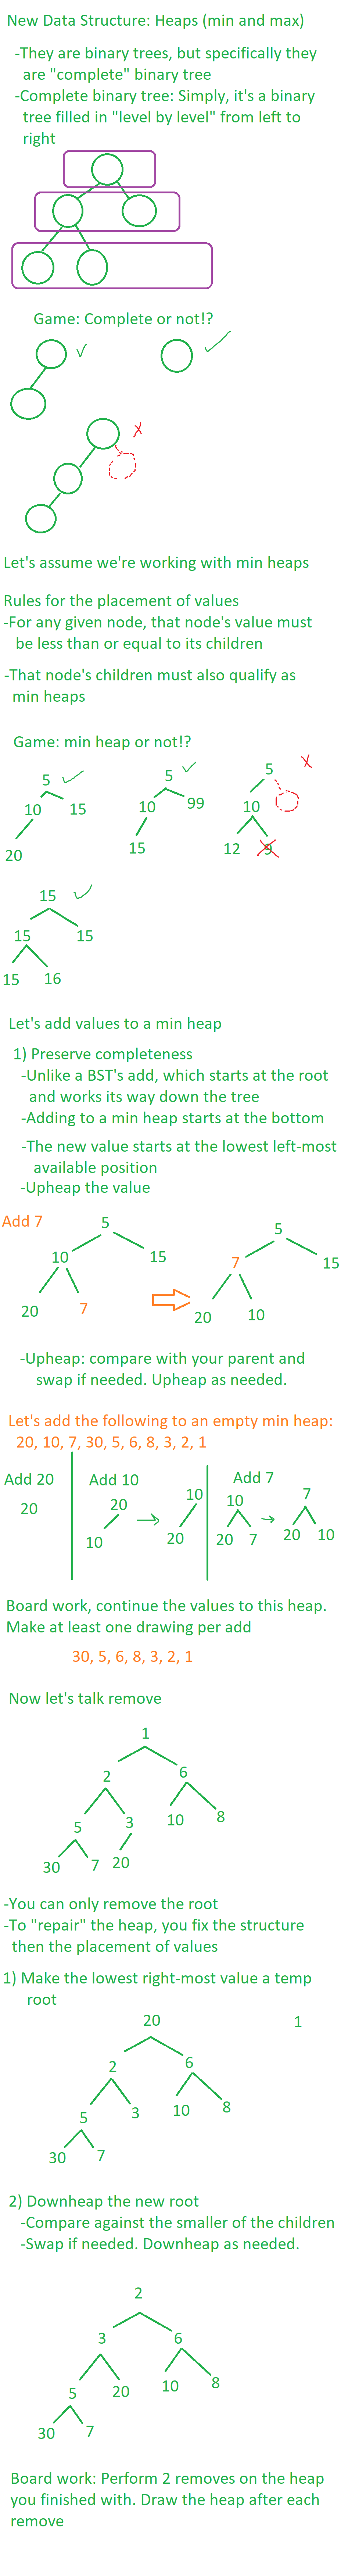 New Data Structure: Heaps (min and max)
-They are binary trees, but specifically they
are "complete" binary tree
-Complete binary tree: Simply, it's a binary
tree filled in "level by level" from left to
right
Game: Complete or not!?
Let's assume we're working with min heaps
Rules for the placement of values
-For any given node, that node's value must
be less than or equal to its children
-That node's children must also qualify as
min heaps
Game: min heap or not!?
5 5 5
10 15 10 99 10
20 15 12 9
15
15 15
15 16
Let's add values to a min heap
1) Preserve completeness
-Unlike a BST's add, which starts at the root
and works its way down the tree
-Adding to a min heap starts at the bottom
-The new value starts at the lowest left-most
available position
-Upheap the value
Add 7 5 5
10 15 7 15
20 7 20 10
-Upheap: compare with your parent and
swap if needed. Upheap as needed.
Let's add the following to an empty min heap:
20, 10, 7, 30, 5, 6, 8, 3, 2, 1
Add 20 Add 10 Add 7
20 20 10 10 7
10 20 20 7 20 10
Board work, continue the values to this heap.
Make at least one drawing per add
30, 5, 6, 8, 3, 2, 1
Now let's talk remove
1
2 6
5 3 10 8
30 7 20
-You can only remove the root
-To "repair" the heap, you fix the structure
then the placement of values
1) Make the lowest right-most value a temp
root
20 1
2 6
5 3 10 8
30 7
2) Downheap the new root
-Compare against the smaller of the children
-Swap if needed. Downheap as needed.
2
3 6
5 20 10 8
30 7
Board work: Perform 2 removes on the heap
you finished with. Draw the heap after each
remove